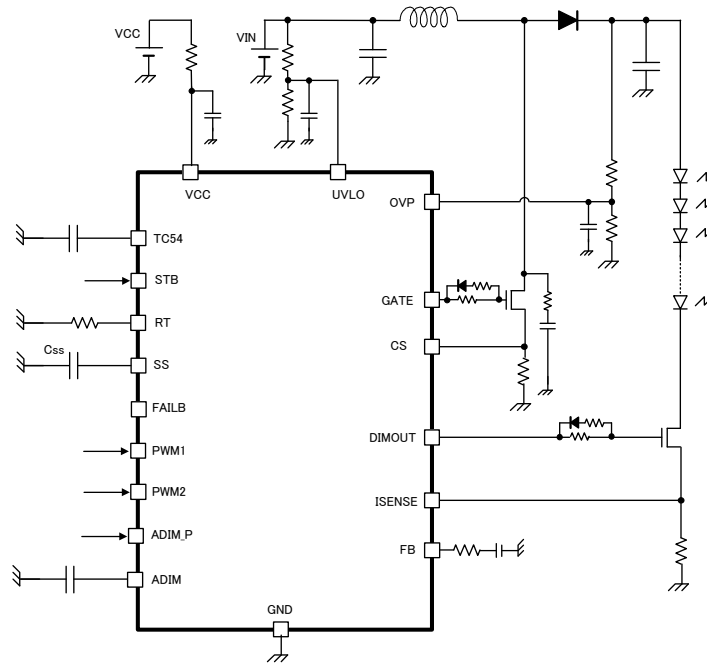 VCC
VIN
VCC
UVLO
OVP
TC54
STB
GATE
RT
CS
Css
SS
FAILB
DIMOUT
PWM1
PWM2
ISENSE
ADIM_P
FB
ADIM
GND